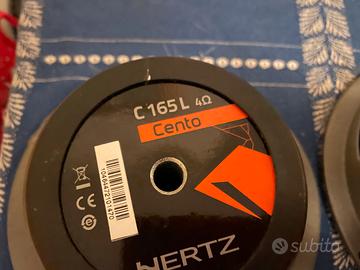 C 165 L 4Ω
Cento
HERTZ
subito